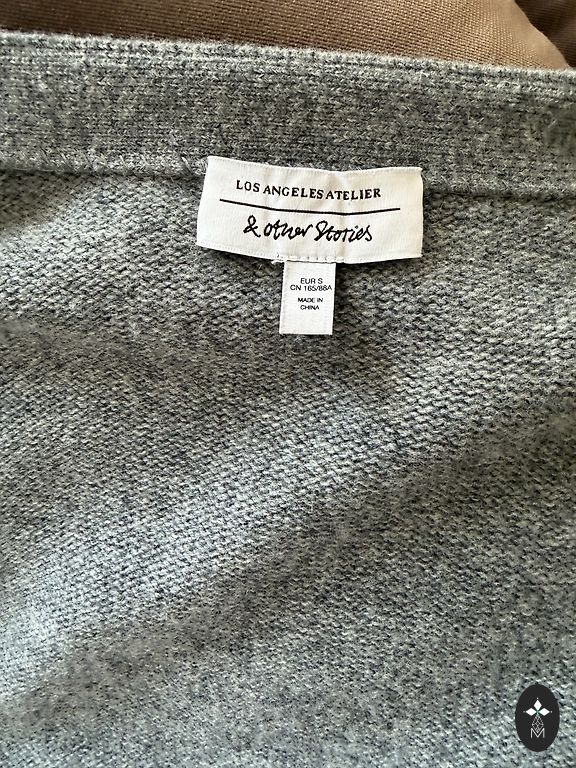 LOS ANGELES ATELIER
& other Stories
EUR S
CN 165/88A
MADE IN
CHINA
M